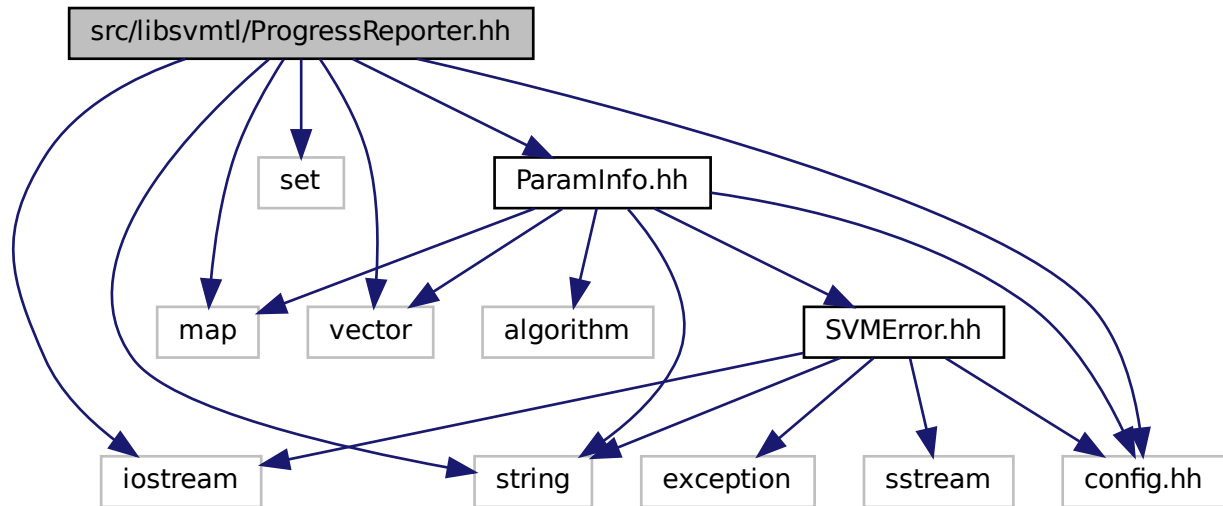 src/libsvmtl/ProgressReporter.hh
set
ParamInfo.hh
map
vector
algorithm
SVMError.hh
iostream
string
exception
sstream
config.hh